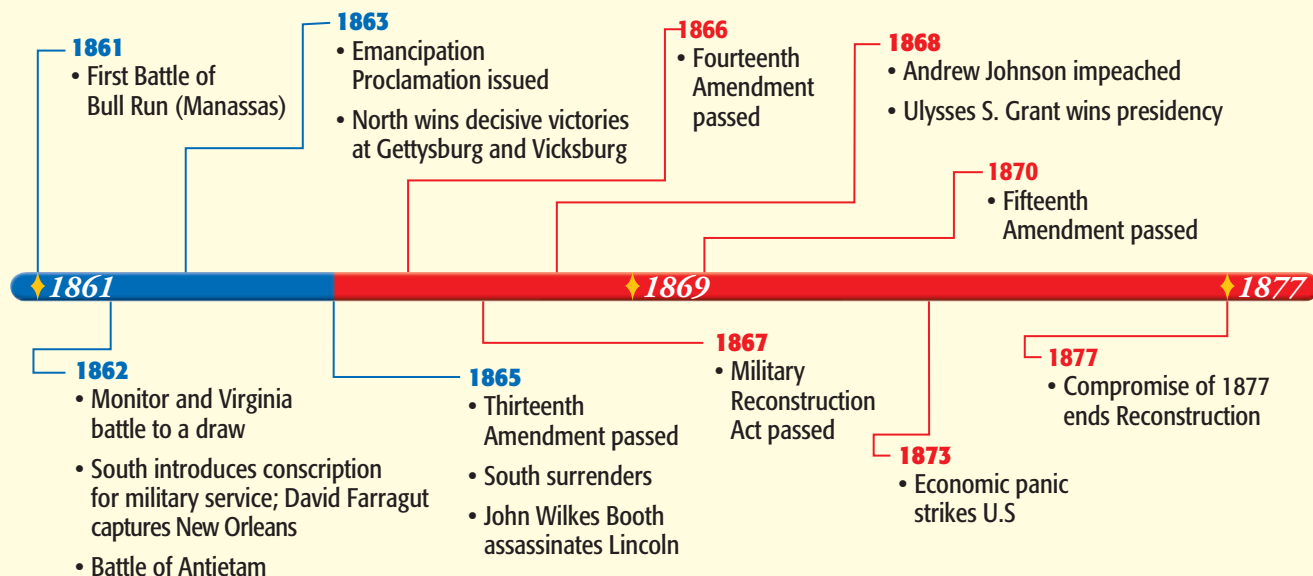 1861
• First Battle of
Bull Run (Manassas)
1863
• Emancipation
Proclamation issued
• North wins decisive victories
at Gettysburg and Vicksburg
1866
• Fourteenth
Amendment
passed
1868
• Andrew Johnson impeached
• Ulysses S. Grant wins presidency
1870
• Fifteenth
Amendment passed
1861
1869
1877
1862
• Monitor and Virginia
battle to a draw
• South introduces conscription
for military service; David Farragut
captures New Orleans
• Battle of Antietam
1865
• Thirteenth
Amendment passed
• South surrenders
• John Wilkes Booth
assassinates Lincoln
1867
• Military
Reconstruction
Act passed
1873
• Economic panic
strikes U.S
1877
• Compromise of 1877
ends Reconstruction